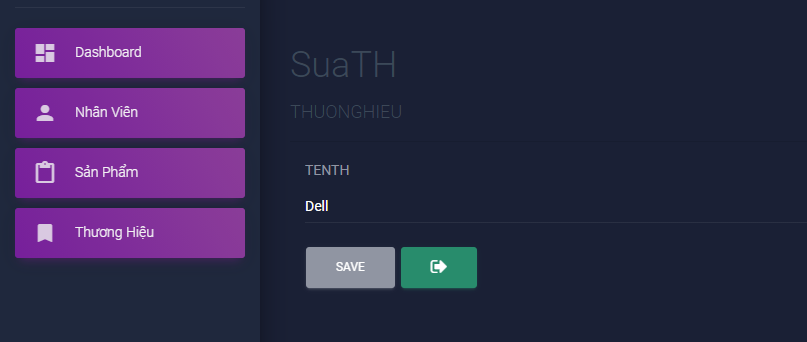 Dashboard
Nhân Viên
Sản Phẩm
Thương Hiệu
SuaTH
THUONGHIEU
TENTH
Dell
SAVE